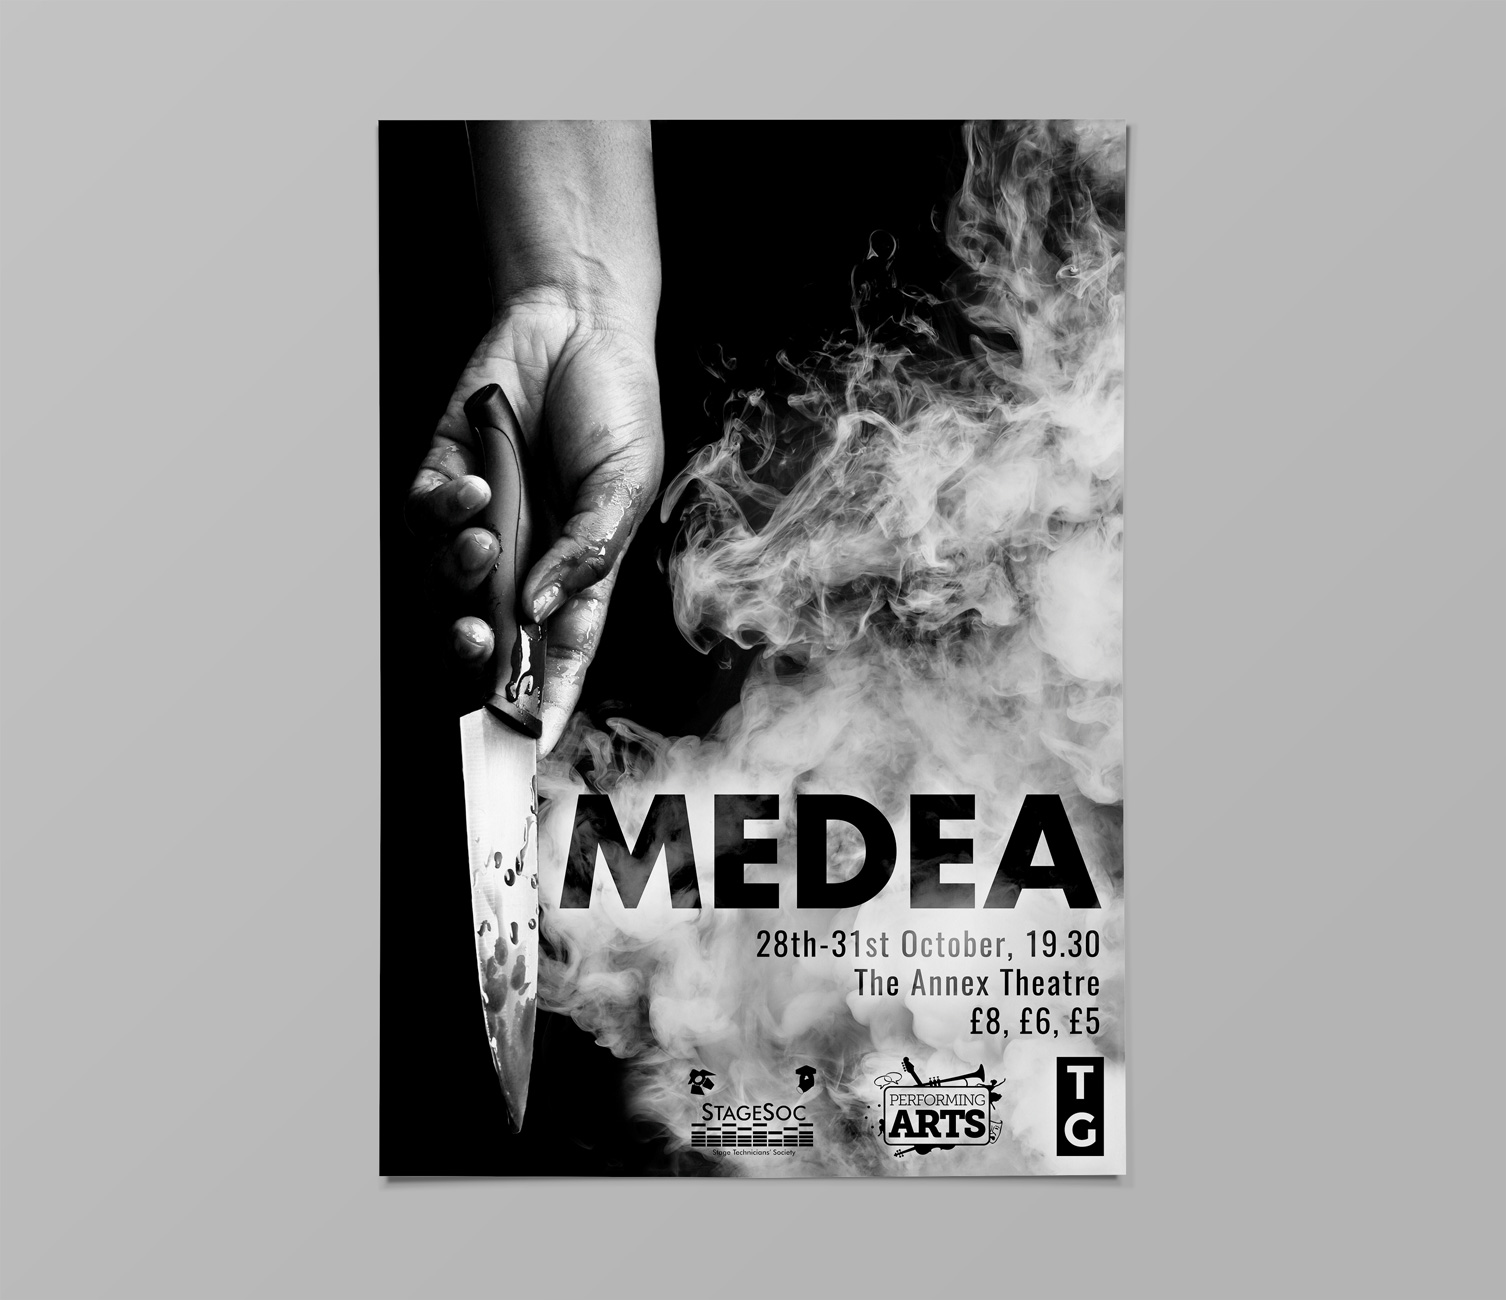 MEDEA
28th-31st October, 19.30
The Annex Theatre
£8, £6, £5
STAGESOC
Stage Technicians' Society
PERFORMING
ARTS
T
G